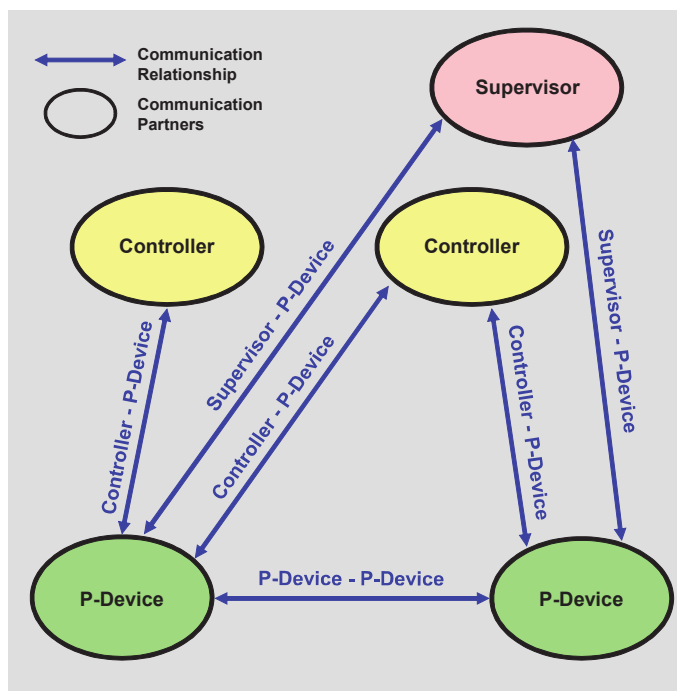 Communication
Relationship
Communication
Partners
Supervisor
Controller
Controller
Controller - P-Device
Supervisor - P-Device
Controller - P-Device
Controller - P-Device
Supervisor - P-Device
P-Device
P-Device - P-Device
P-Device